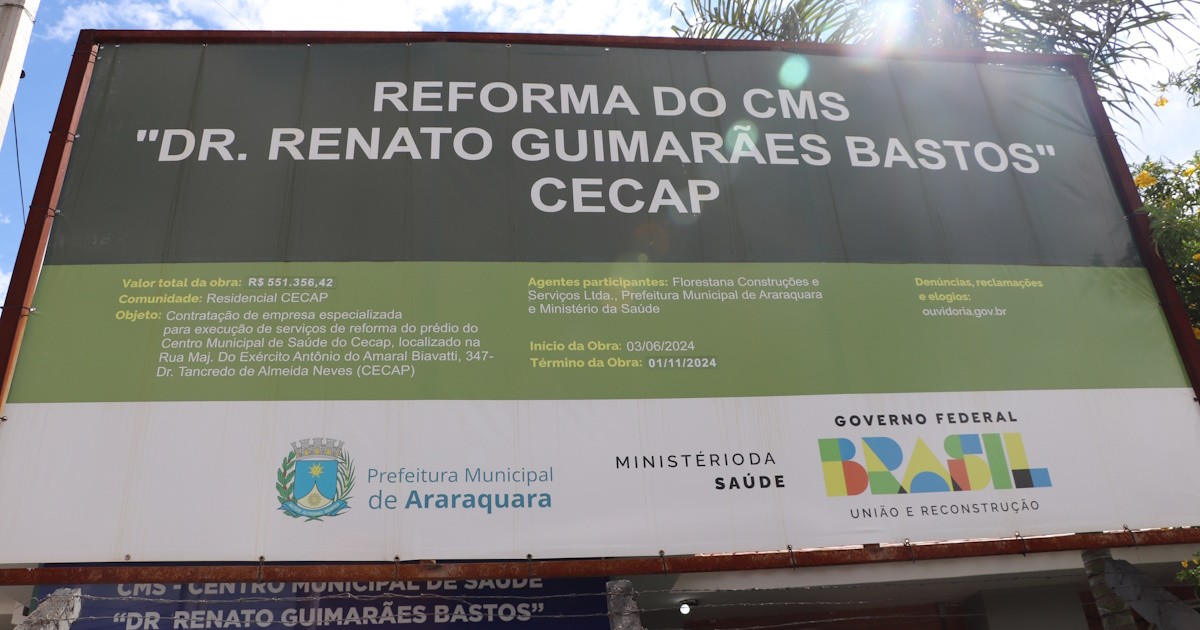 REFORMA DO CMS
"DR. RENATO GUIMARÃES BASTOS"
CECAP
Valor total da obra: R$ 551.356,42
Comunidade: Residencial CECAP
Objeto: Contratação de empresa especializada
para execução de serviços de reforma do prédio do
Centro Municipal de Saúde do Cecap, localizado na
Rua Maj. Do Exército Antônio do Amaral Biavatti, 347-
Dr. Tancredo de Almeida Neves (CECAP)
Agentes participantes: Florestana Construções e
Serviços Ltda., Prefeitura Municipal de Araraquara
e Ministério da Saúde
Início da Obra: 03/06/2024
Término da Obra: 01/11/2024
Denúncias, reclamações
e elogios:
ouvidoria.gov.br
Prefeitura Municipal
de Araraquara
MINISTÉRIO DA
SAÚDE
GOVERNO FEDERAL
BRASIL
UNIÃO E RECONSTRUÇÃO
CMS - CENTRO MUNICIPAL DE SAÚDE
“DR RENATO GUIMARÃES BASTOS”